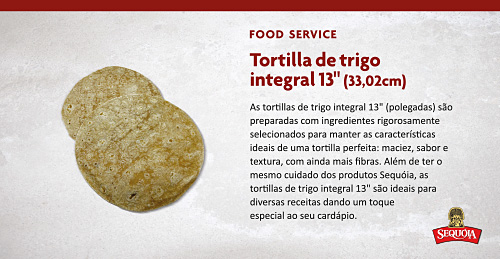 FOOD SERVICE
Tortilla de trigo
integral 13" (33,02cm)
As tortillas de trigo integral 13" (polegadas) são
preparadas com ingredientes rigorosamente
selecionados para manter as características
ideais de uma tortilla perfeita: maciez, sabor e
textura, com ainda mais fibras. Além de ter o
mesmo cuidado dos produtos Sequóia, as
tortillas de trigo integral 13" são ideais para
diversas receitas dando um toque
especial ao seu cardápio.
SEQUÓIA